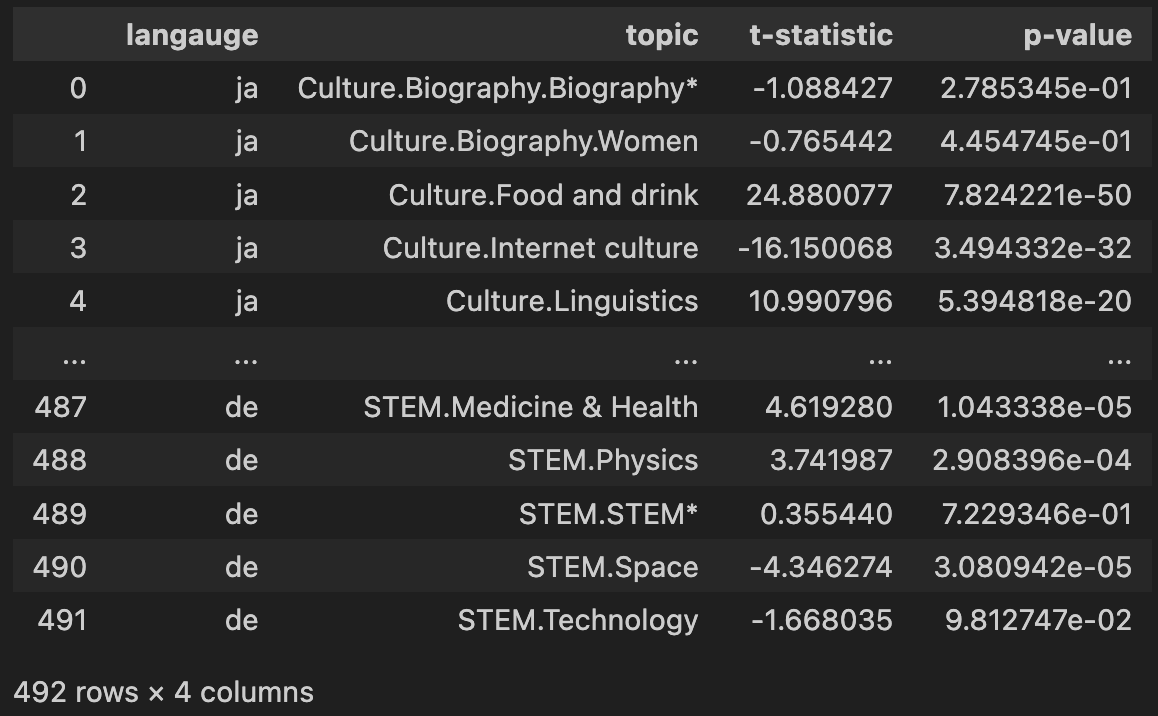 langauge topic t-statistic p-value
0 ja Culture.Biography.Biography* -1.088427 2.785345e-01
1 ja Culture.Biography.Women -0.765442 4.454745e-01
2 ja Culture.Food and drink 24.880077 7.824221e-50
3 ja Culture.Internet culture -16.150068 3.494332e-32
4 ja Culture.Linguistics 10.990796 5.394818e-20
... ... ... ... ...
487 de STEM.Medicine & Health 4.619280 1.043338e-05
488 de STEM.Physics 3.741987 2.908396e-04
489 de STEM.STEM* 0.355440 7.229346e-01
490 de STEM.Space -4.346274 3.080942e-05
491 de STEM.Technology -1.668035 9.812747e-02
492 rows × 4 columns